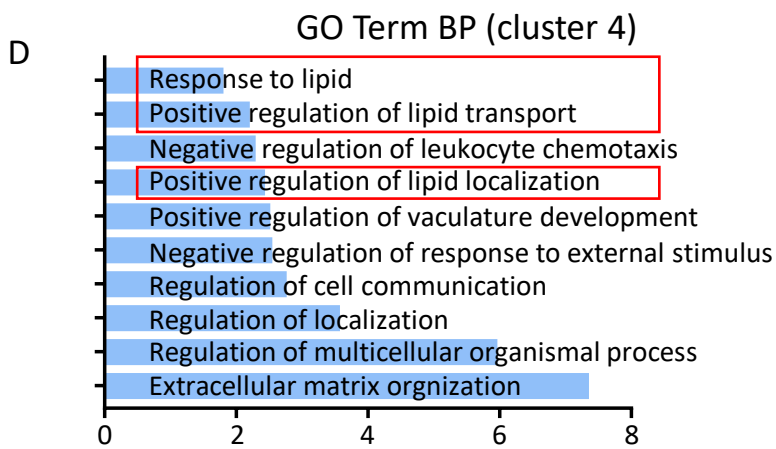 GO Term BP (cluster 4)
D
Response to lipid
Positive regulation of lipid transport
Negative regulation of leukocyte chemotaxis
Positive regulation of lipid localization
Positive regulation of vaculature development
Negative regulation of response to external stimulus
Regulation of cell communication
Regulation of localization
Regulation of multicellular organismal process
Extracellular matrix orgnization
0 2 4 6 8